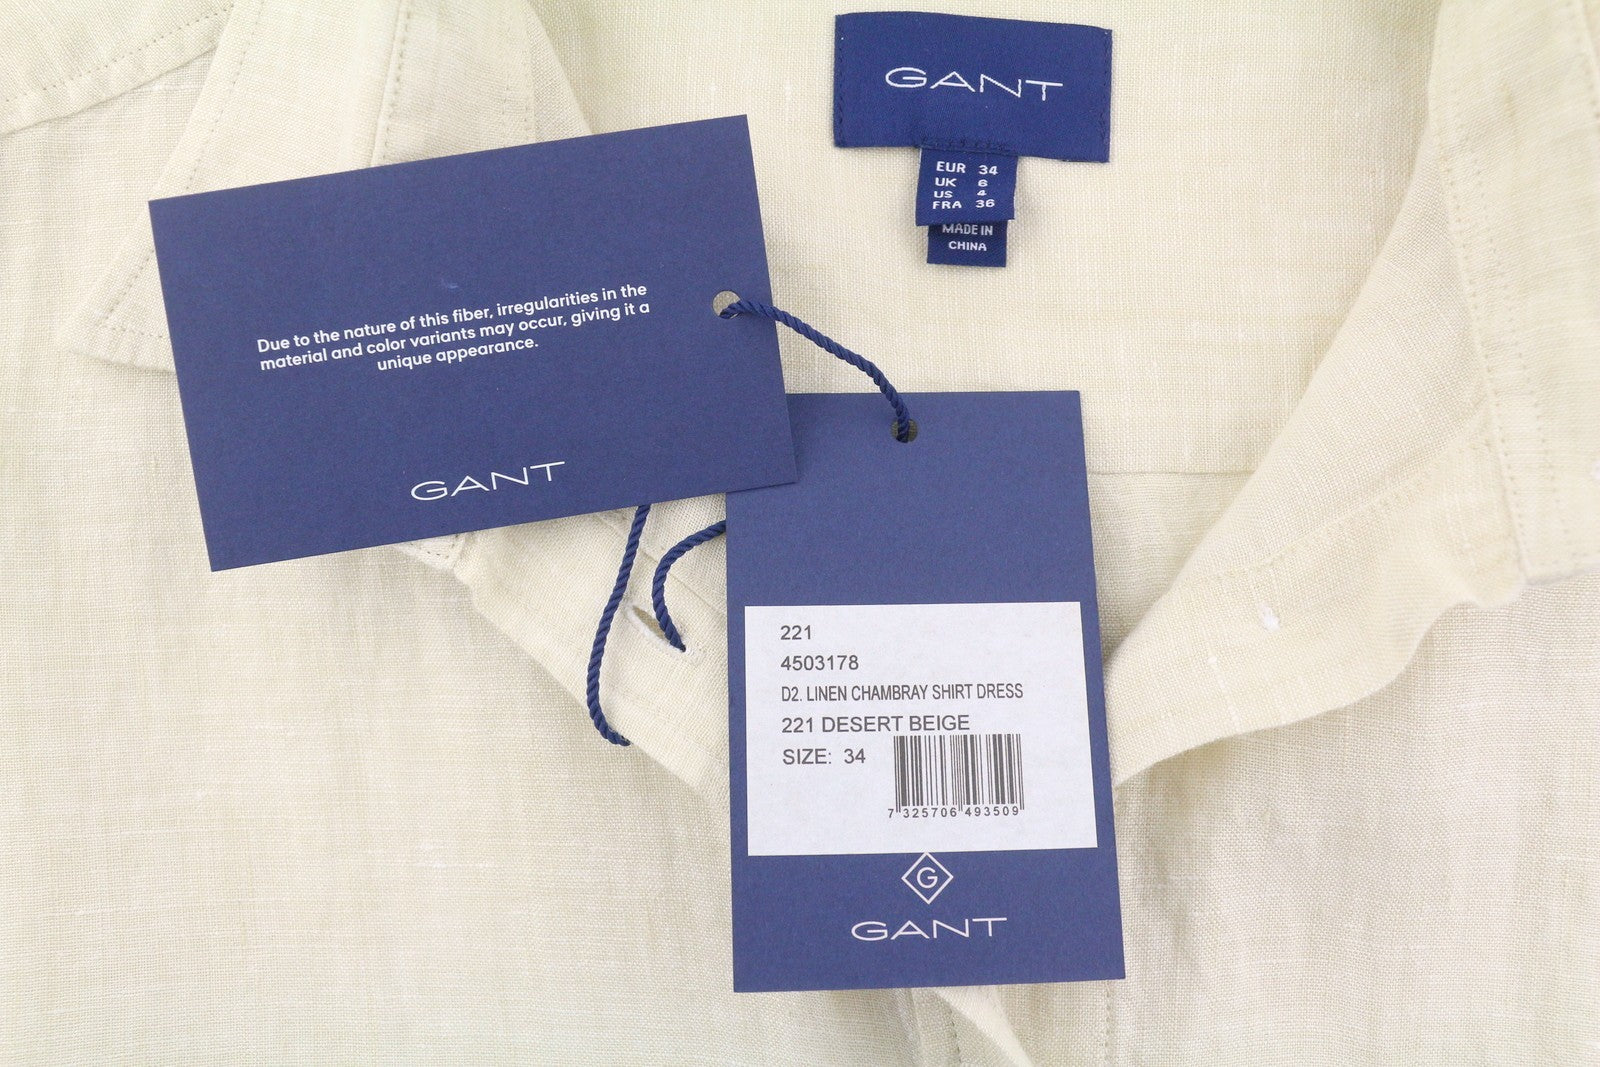 GANT
EUR 34
UK 6
US 4
FRA 36
MADE IN
CHINA
Due to the nature of this fiber, irregularities in the
material and color variants may occur, giving it a
unique appearance.
GANT
221
4503178
D2. LINEN CHAMBRAY SHIRT DRESS
221 DESERT BEIGE
SIZE: 34
7 325706 493509
G
GANT